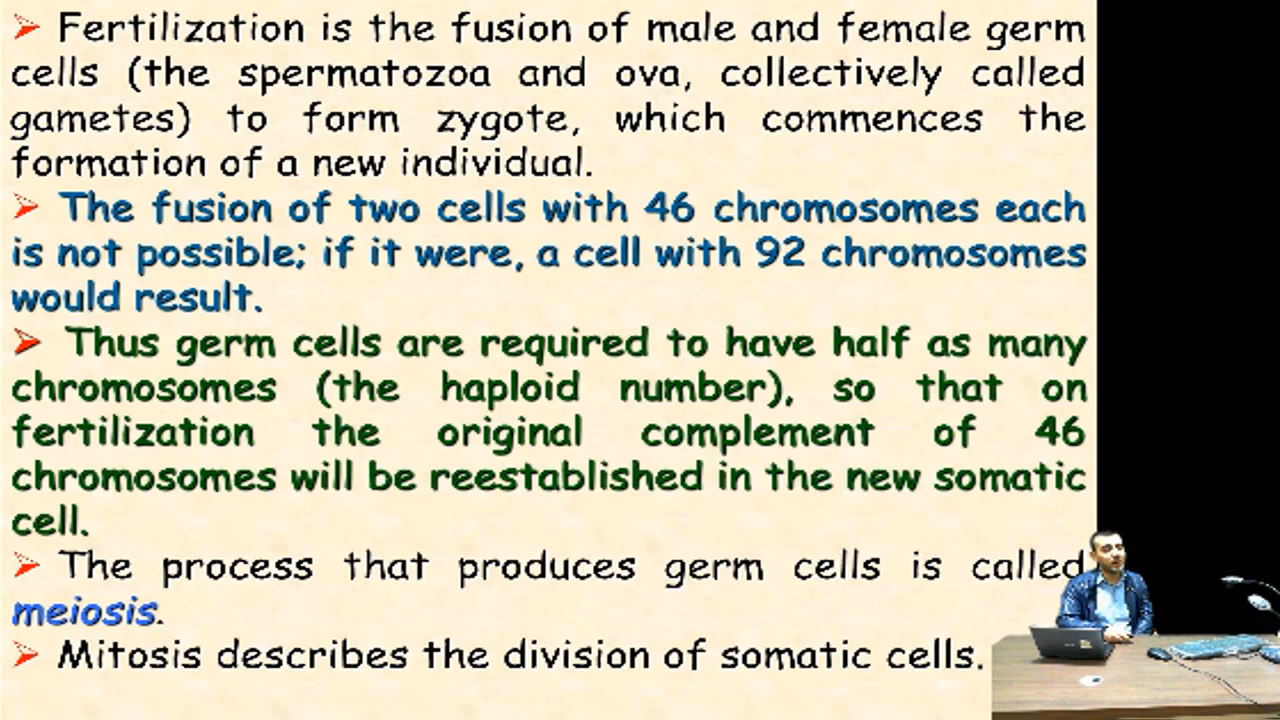 ➢ Fertilization is the fusion of male and female germ
cells (the spermatozoa and ova, collectively called
gametes) to form zygote, which commences the
formation of a new individual.
➢ The fusion of two cells with 46 chromosomes each
is not possible; if it were, a cell with 92 chromosomes
would result.
➢ Thus germ cells are required to have half as many
chromosomes (the haploid number), so that on
fertilization the original complement of 46
chromosomes will be reestablished in the new somatic
cell.
➢ The process that produces germ cells is called
meiosis.
➢ Mitosis describes the division of somatic cells.